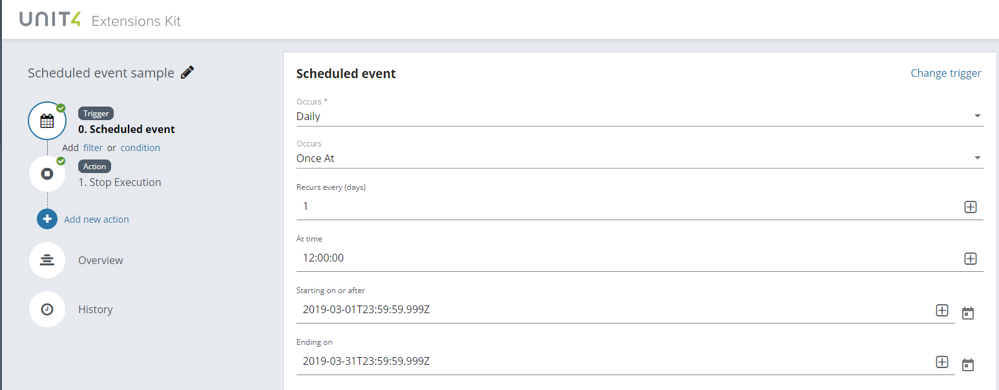 UNIT4 Extensions Kit
Scheduled event sample
Trigger
0. Scheduled event
Add filter or condition
Action
1. Stop Execution
Add new action
Overview
History
Scheduled event
Change trigger
Occurs *
Daily
Occurs
Once At
Recurs every (days)
1
At time
12:00:00
Starting on or after
2019-03-01T23:59:59.999Z
Ending on
2019-03-31T23:59:59.999Z